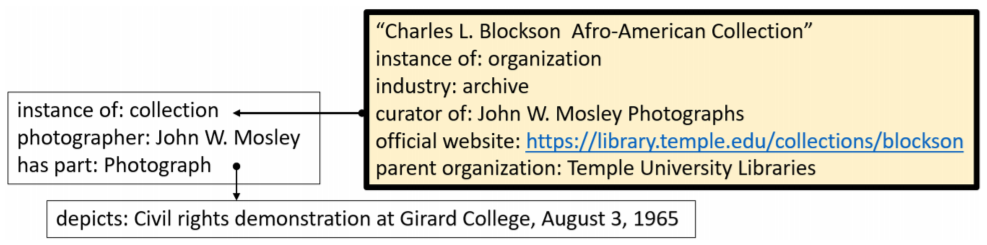 “Charles L. Blockson  Afro-American Collection”
instance of: organization
industry: archive
curator of: John W. Mosley Photographs
official website: https://library.temple.edu/collections/blockson
parent organization: Temple University Libraries
instance of: collection
photographer: John W. Mosley
has part: Photograph
depicts: Civil rights demonstration at Girard College, August 3, 1965